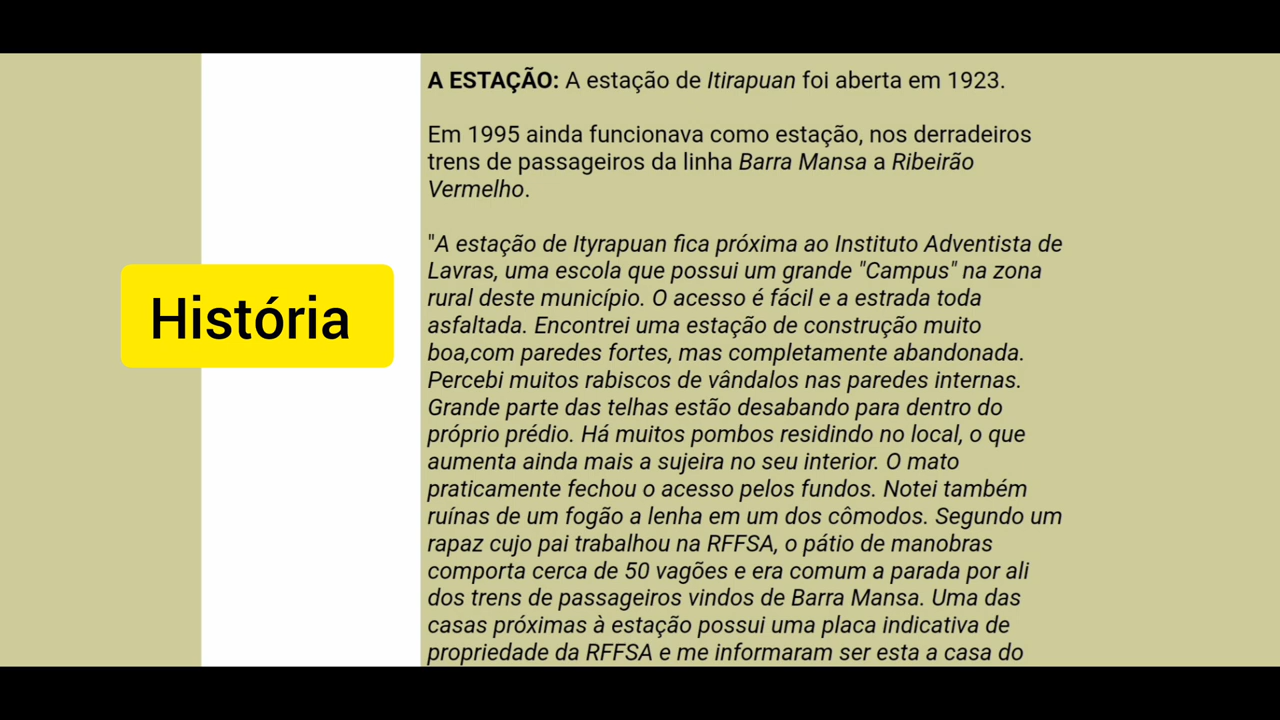 História
A ESTAÇÃO: A estação de Itirapuan foi aberta em 1923.
Em 1995 ainda funcionava como estação, nos derradeiros
trens de passageiros da linha Barra Mansa a Ribeirão
Vermelho.
"A estação de Ityrapuan fica próxima ao Instituto Adventista de
Lavras, uma escola que possui um grande "Campus" na zona
rural deste município. O acesso é fácil e a estrada toda
asfaltada. Encontrei uma estação de construção muito
boa,com paredes fortes, mas completamente abandonada.
Percebi muitos rabiscos de vândalos nas paredes internas.
Grande parte das telhas estão desabando para dentro do
próprio prédio. Há muitos pombos residindo no local, o que
aumenta ainda mais a sujeira no seu interior. O mato
praticamente fechou o acesso pelos fundos. Notei também
ruínas de um fogão a lenha em um dos cômodos. Segundo um
rapaz cujo pai trabalhou na RFFSA, o pátio de manobras
comporta cerca de 50 vagões e era comum a parada por ali
dos trens de passageiros vindos de Barra Mansa. Uma das
casas próximas à estação possui uma placa indicativa de
propriedade da RFFSA e me informaram ser esta a casa do